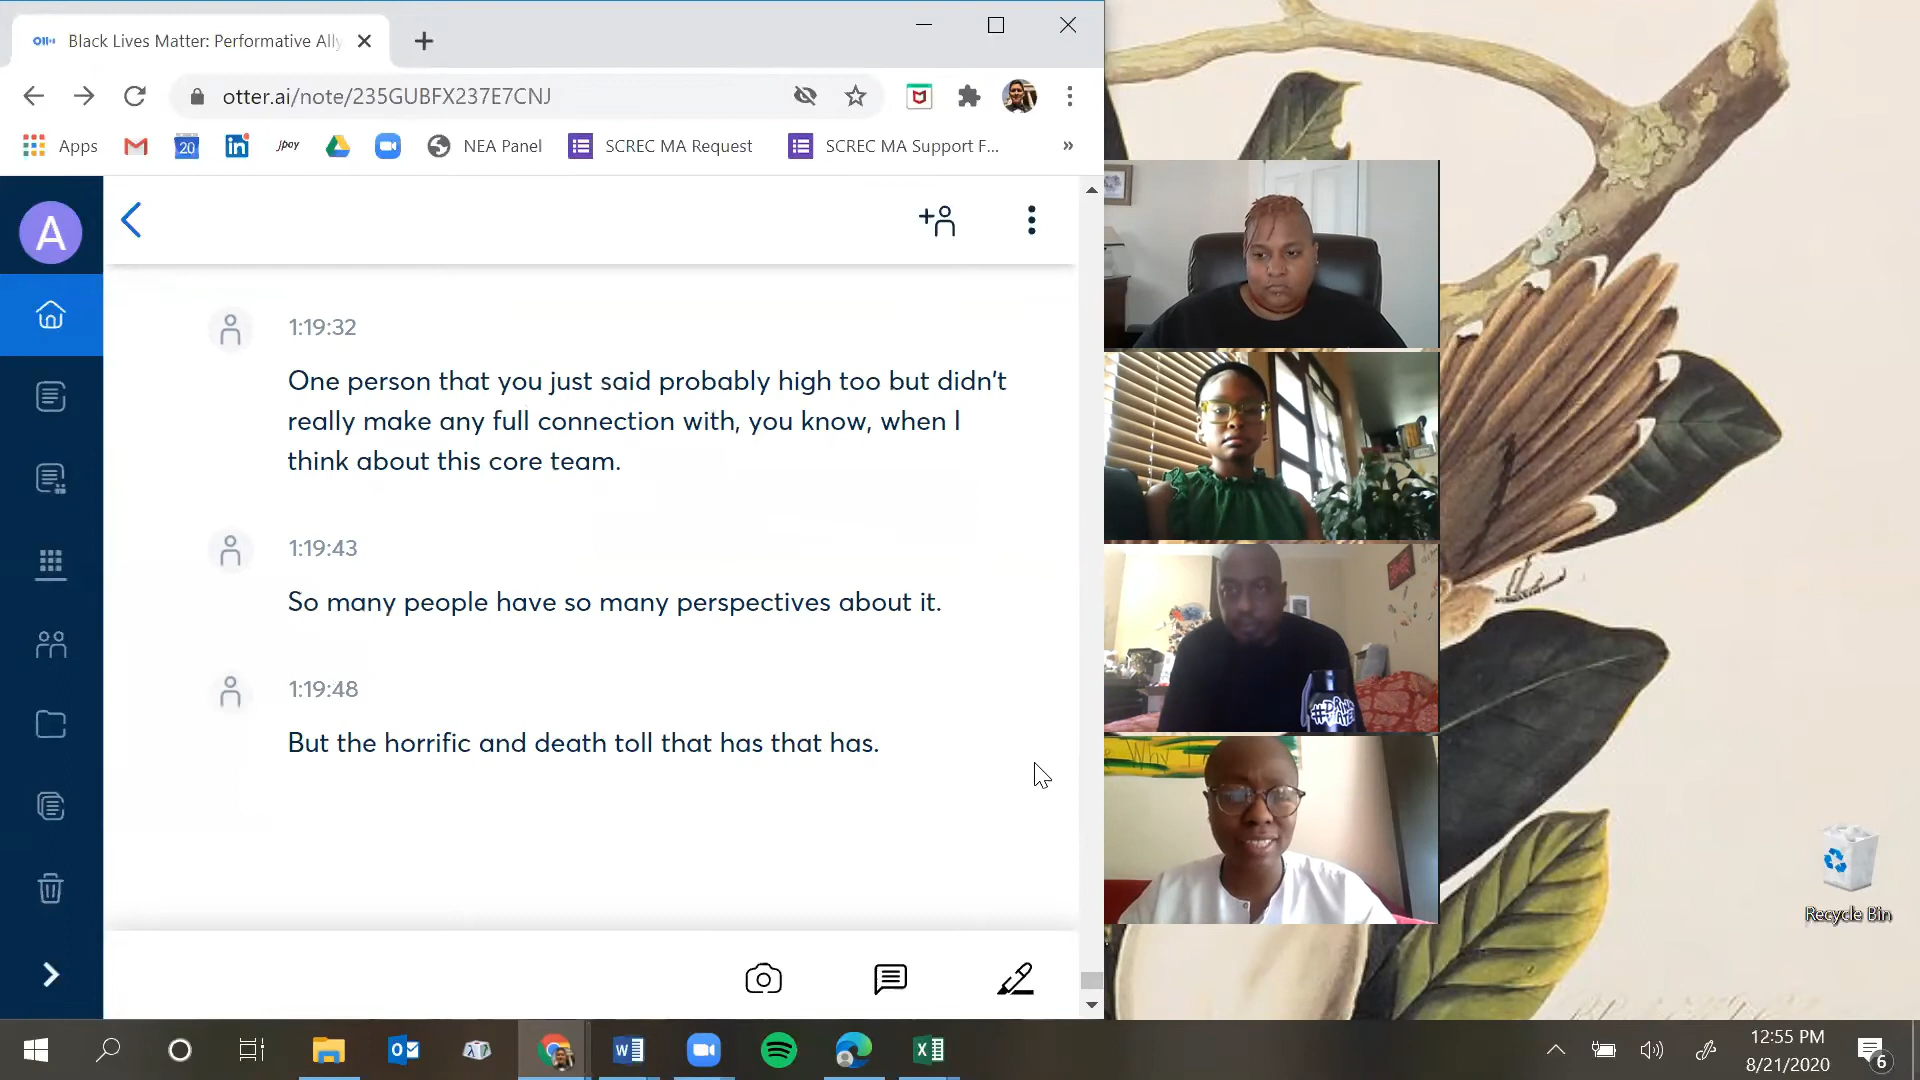 Black Lives Matter: Performative Ally
otter.ai/note/235GUBFX237E7CNJ
Apps
20
jpay
NEA Panel
SCREC MA Request
SCREC MA Support F...
»
A
1:19:32
One person that you just said probably high too but didn't
really make any full connection with, you know, when I
think about this core team.
1:19:43
So many people have so many perspectives about it.
1:19:48
But the horrific and death toll that has that has.
Why
Recycle Bin
12:55 PM
8/21/2020
6